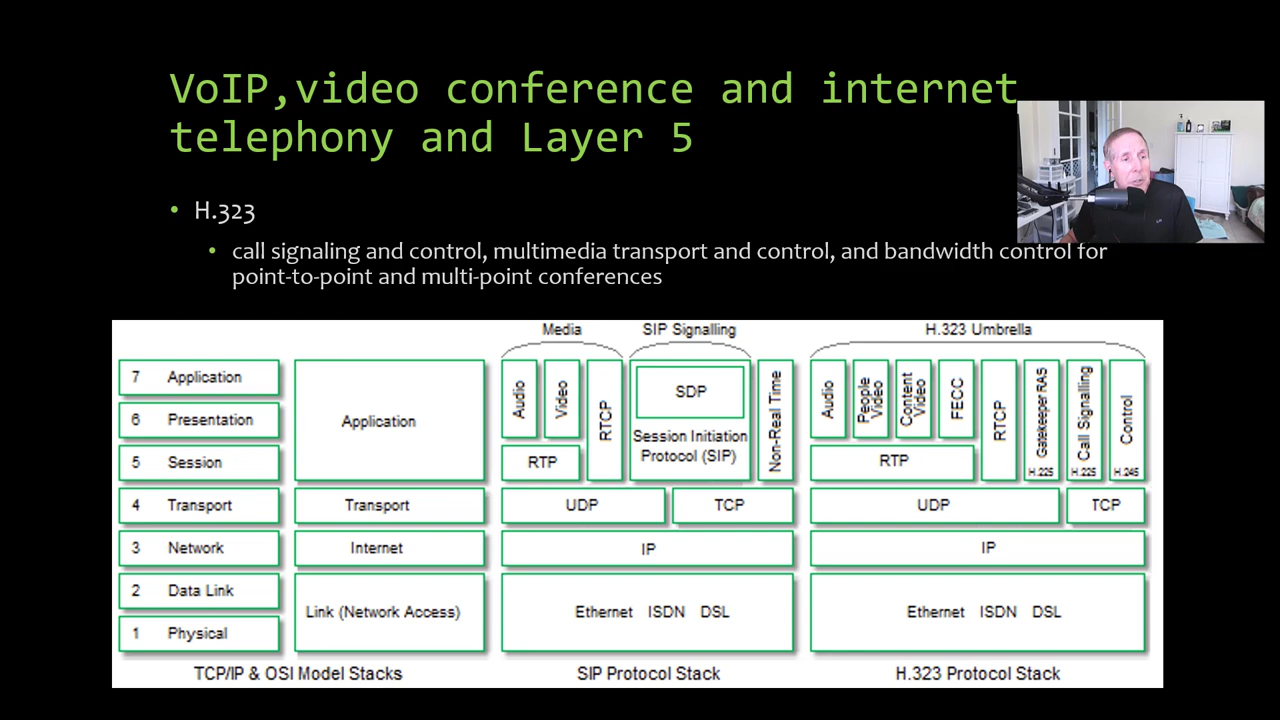 VoIP,video conference and internet
telephony and Layer 5
• H.323
• call signaling and control, multimedia transport and control, and bandwidth control for
point-to-point and multi-point conferences
Media
SIP Signalling
H.323 Umbrella
7 Application
6 Presentation
5 Session
4 Transport
3 Network
2 Data Link
1 Physical
Application
Transport
Internet
Link (Network Access)
TCP/IP & OSI Model Stacks
Audio
Video
RTCP
RTP
SDP
Session Initiation
Protocol (SIP)
Non-Real Time
UDP
TCP
IP
Ethernet ISDN DSL
SIP Protocol Stack
Audio
People
Video
Content
Video
FECC
RTP
RTCP
Gatekeeper RAS
H.225
Call Signalling
H.225
Control
H.245
UDP
TCP
IP
Ethernet ISDN DSL
H.323 Protocol Stack